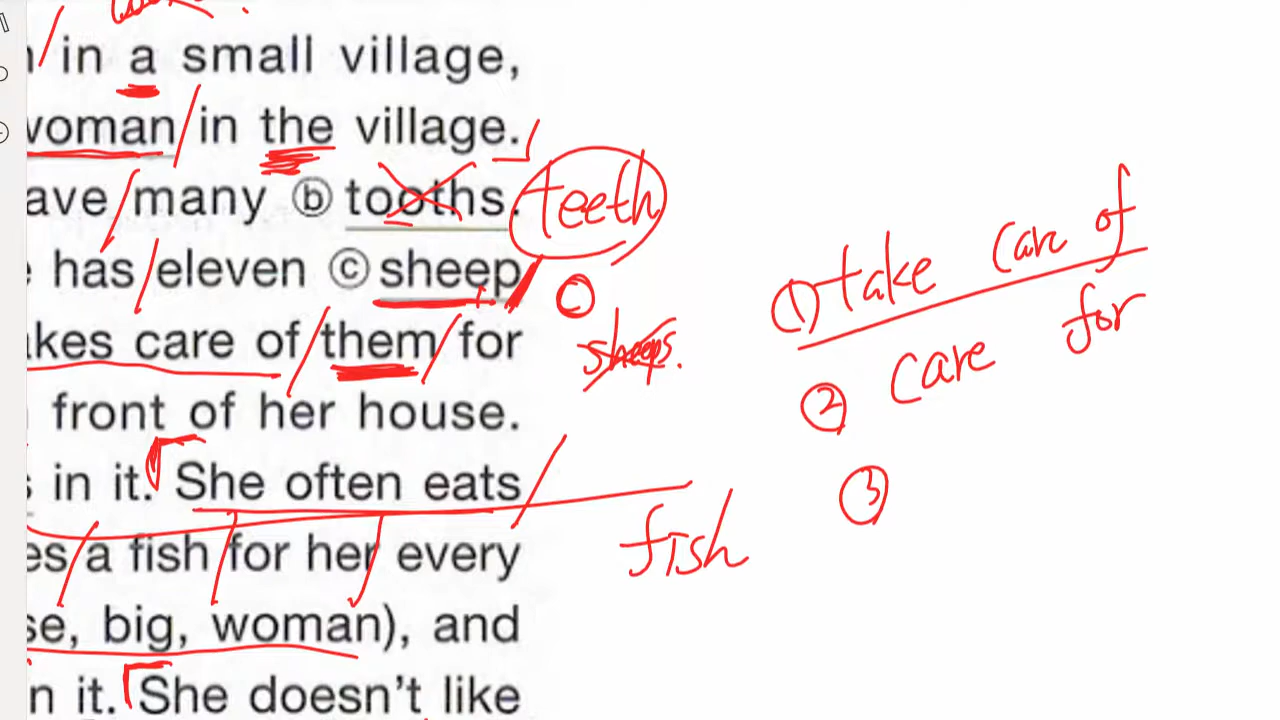 in a small village,
woman in the village.
ave many ⓑ tooths.
teeth
has eleven ⓒ sheep
sheeps.
akes care of them for
front of her house.
in it. She often eats
fish
es a fish for her every
se, big, woman), and
n it. She doesn't like
① take care of
② care for
③